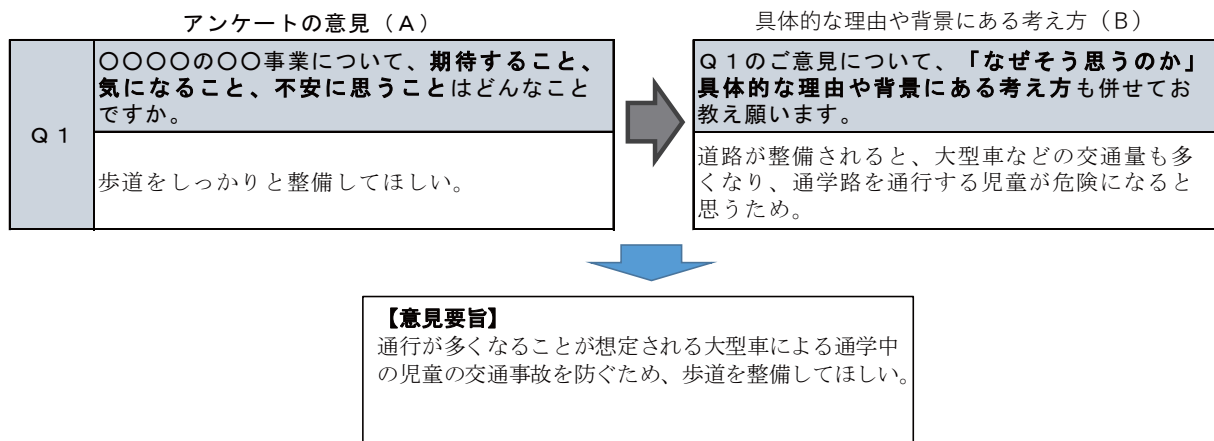 アンケートの意見（A）
Q1
○○○○の○○事業について、期待すること、
気になること、不安に思うことはどんなこと
ですか。
歩道をしっかりと整備してほしい。
具体的な理由や背景にある考え方（B）
Q1のご意見について、「なぜそう思うのか」
具体的な理由や背景にある考え方も併せてお
教え願います。
道路が整備されると、大型車などの交通量も多
くなり、通学路を通行する児童が危険になると
思うため。
【意見要旨】
通行が多くなることが想定される大型車による通学中
の児童の交通事故を防ぐため、歩道を整備してほしい。